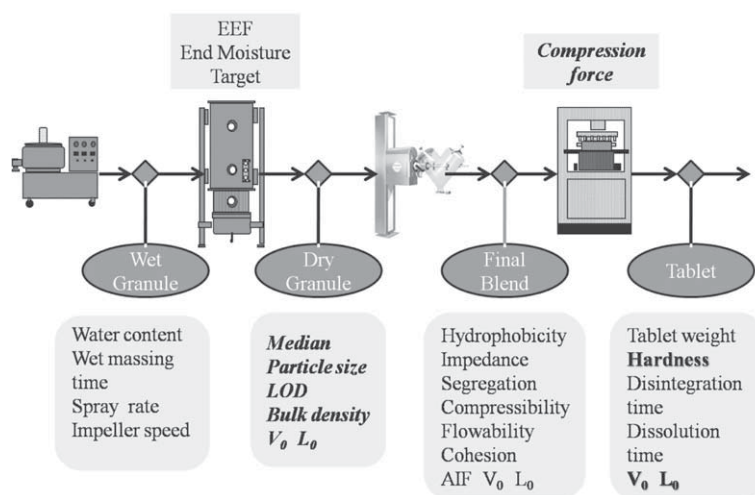 EEF
End Moisture
Target
Compression
force
Wet
Granule
Dry
Granule
Final
Blend
Tablet
Water content
Wet massing
time
Spray rate
Impeller speed
Median
Particle size
LOD
Bulk density
V₀ L₀
Hydrophobicity
Impedance
Segregation
Compressibility
Flowability
Cohesion
AIF V₀ L₀
Tablet weight
Hardness
Disintegration
time
Dissolution
time
V₀ L₀